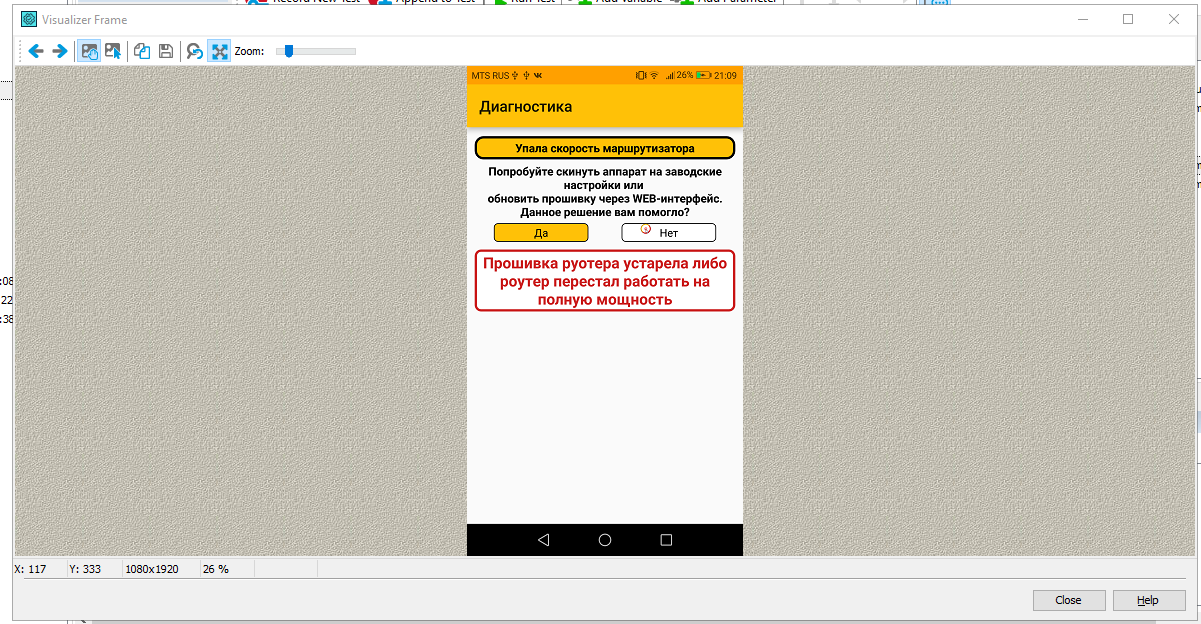 Record New Test
Append to Test
Run Test
Add Variable
Add Parameter
Visualizer Frame
Zoom:
MTS RUS
26%
21:09
Диагностика
Упала скорость маршрутизатора
Попробуйте скинуть аппарат на заводские
настройки или
обновить прошивку через WEB-интерфейс.
Данное решение вам помогло?
Да
Нет
Прошивка руотера устарела либо
роутер перестал работать на
полную мощность
:08
22
:38
X: 117
Y: 333
1080x1920
26 %
Close
Help